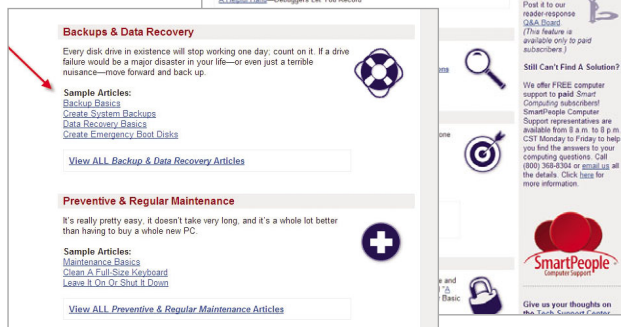 Backups & Data Recovery
Every disk drive in existence will stop working one day; count on it. If a drive
failure would be a major disaster in your life—or even just a terrible
nuisance—move forward and back up.
Sample Articles:
Backup Basics
Create System Backups
Data Recovery Basics
Create Emergency Boot Disks
View ALL Backup & Data Recovery Articles
Preventive & Regular Maintenance
It's really pretty easy, it doesn't take very long, and it's a whole lot better
than having to buy a whole new PC.
Sample Articles:
Maintenance Basics
Clean A Full-Size Keyboard
Leave It On Or Shut It Down
View ALL Preventive & Regular Maintenance Articles
one
e and
"A
Basic
Post it to our
reader-response
Q&A Board.
(This feature is
available only to paid
subscribers.)
Still Can't Find A Solution?
We offer FREE computer
support to paid Smart
Computing subscribers!
SmartPeople Computer
Support representatives are
available from 8 a.m. to 8 p.m.
CST Monday to Friday to help
you find the answers to your
computing questions. Call
(800) 368-8304 or email us all
the details. Click here for
more information.
SmartPeople
Computer Support
Give us your thoughts on
the Tech Support Center